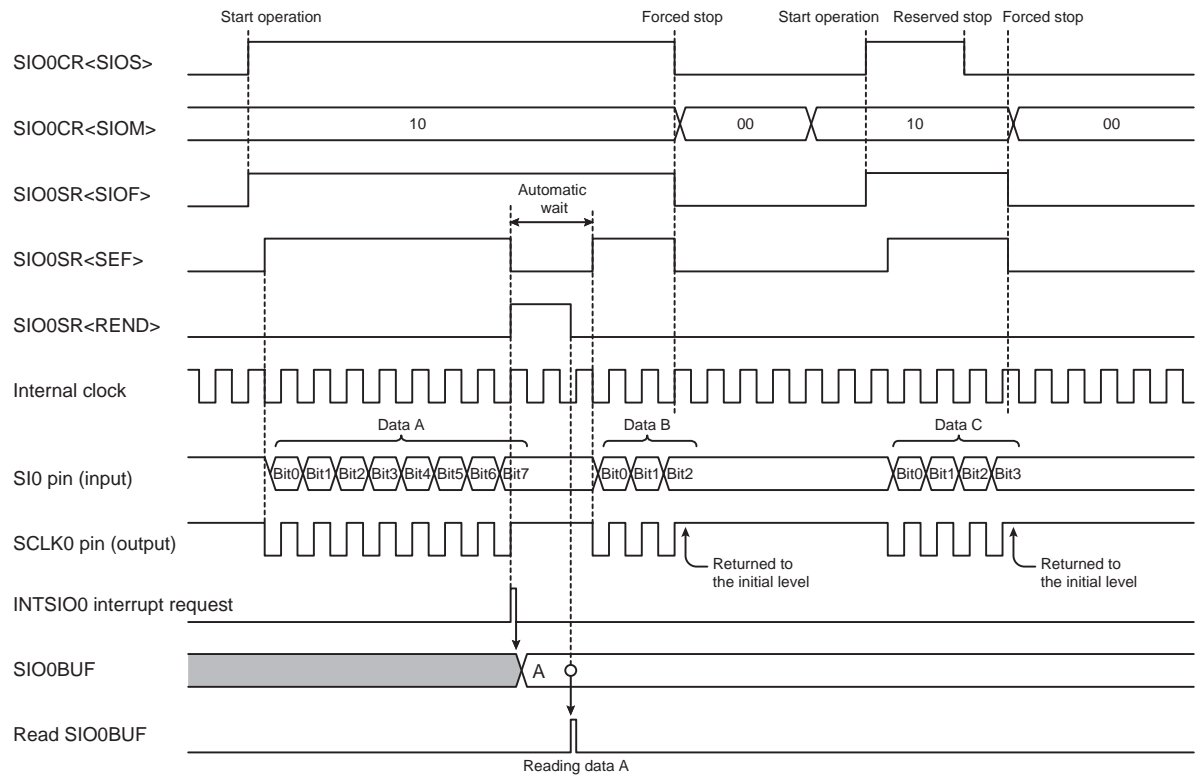 Start operation
Forced stop
Start operation
Reserved stop
Forced stop
SIO0CR<SIOS>
SIO0CR<SIOM>
10
00
10
00
SIO0SR<SIOF>
Automatic
wait
SIO0SR<SEF>
SIO0SR<REND>
Internal clock
Data A
Data B
Data C
SI0 pin (input)
Bit0
Bit1
Bit2
Bit3
Bit4
Bit5
Bit6
Bit7
Bit0
Bit1
Bit2
Bit0
Bit1
Bit2
Bit3
SCLK0 pin (output)
Returned to
the initial level
Returned to
the initial level
INTSIO0 interrupt request
SIO0BUF
A
Read SIO0BUF
Reading data A